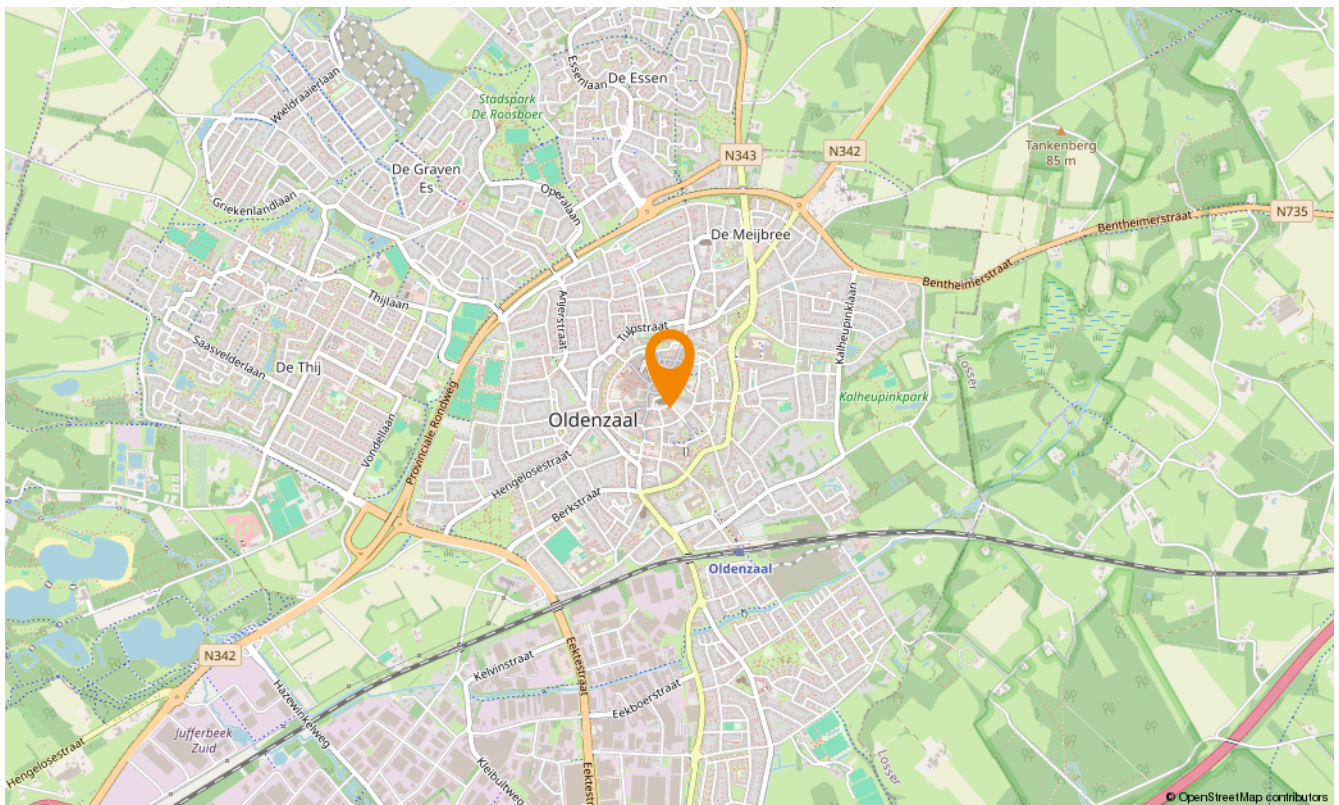 De Essen
Essenlaan
Wieldraaierlaan
Stadspark
De Roosboer
N343
N342
Tankenberg
85 m
De Graven
Es
Operalaan
Griekenlandlaan
N735
Bentheimerstraat
De Meijbree
Bentheimerstraat
Thijlaan
Anjerstraat
Tulpstraat
Kalheupinklaan
Saasvelderlaan
De Thij
Losser
Kalheupinkpark
Oldenzaal
Provinciale Rondweg
Vondellaan
Hengelosestraat
Berkstraat
Oldenzaal
N342
Kelvinstraat
Eektestraat
Hazewinkelweg
Eekboerstraat
Jufferbeek
Zuid
Hengelosestraat
Kleibultweg
Eektestraat
Losser
© OpenStreetMap contributors